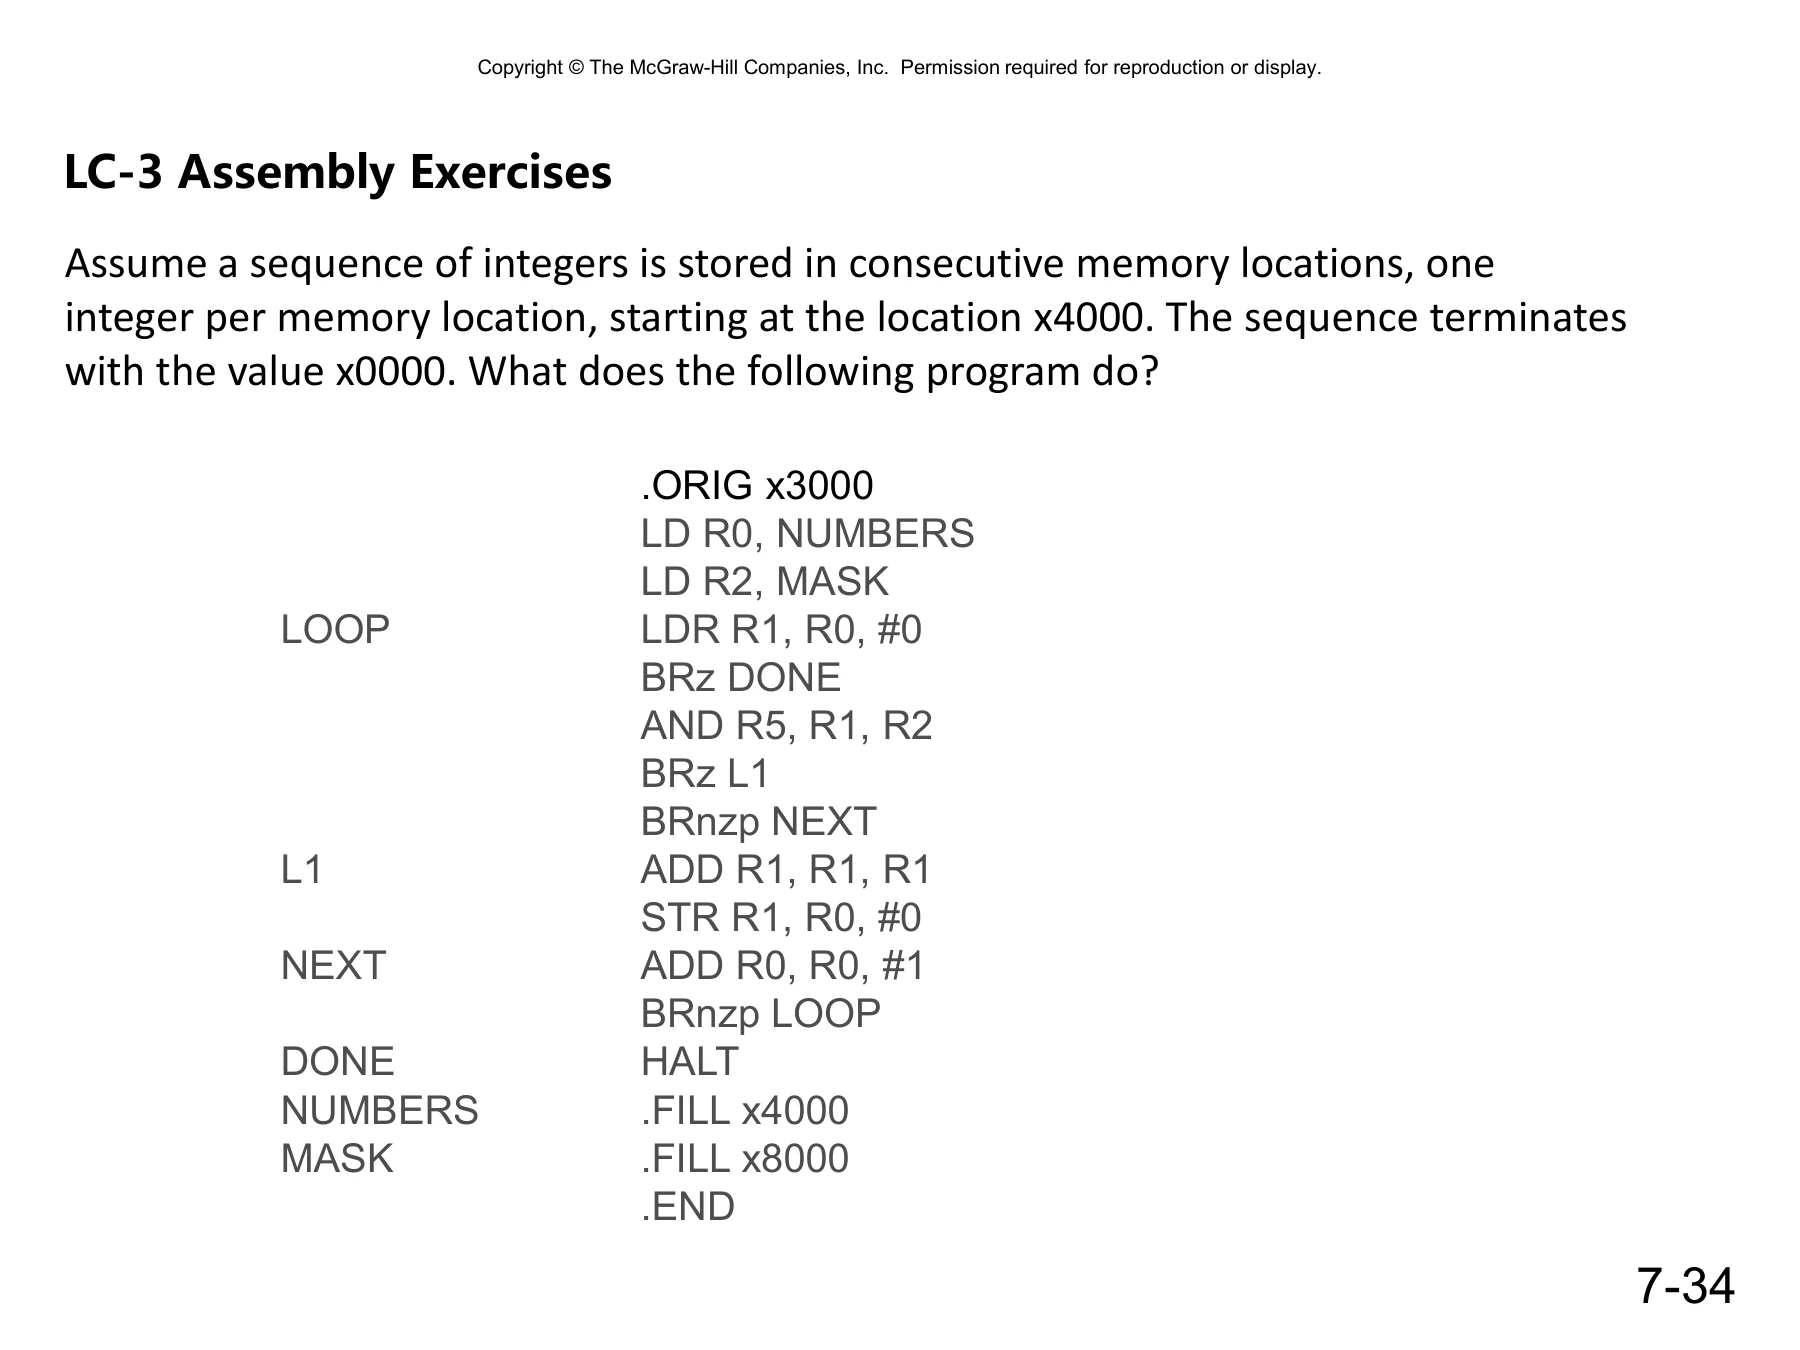 Copyright © The McGraw-Hill Companies, Inc. Permission required for reproduction or display.
LC-3 Assembly Exercises
Assume a sequence of integers is stored in consecutive memory locations, one
integer per memory location, starting at the location x4000. The sequence terminates
with the value x0000. What does the following program do?
.ORIG x3000
LD R0, NUMBERS
LD R2, MASK
LOOP LDR R1, R0, #0
BRz DONE
AND R5, R1, R2
BRz L1
BRnzp NEXT
L1 ADD R1, R1, R1
STR R1, R0, #0
NEXT ADD R0, R0, #1
BRnzp LOOP
DONE HALT
NUMBERS .FILL x4000
MASK .FILL x8000
.END
7-34